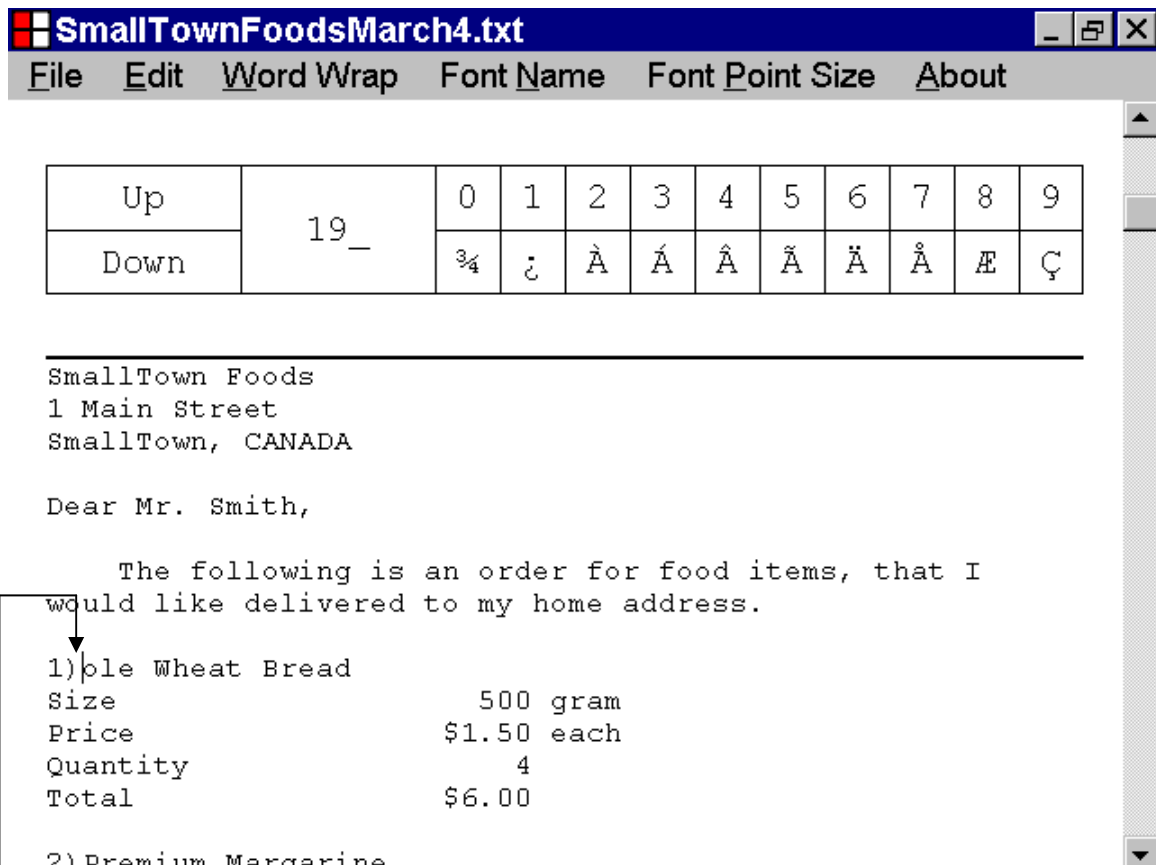 SmallTownFoodsMarch4.txt
File Edit Word Wrap Font Name Font Point Size About
Up 19_ 0 1 2 3 4 5 6 7 8 9
Down ¾ ¿ À Á Â Ã Ä Å Æ Ç
SmallTown Foods
1 Main Street
SmallTown, CANADA
Dear Mr. Smith,
The following is an order for food items, that I
would like delivered to my home address.
1)ole Wheat Bread
Size 500 gram
Price $1.50 each
Quantity 4
Total $6.00
2) Premium Margarine